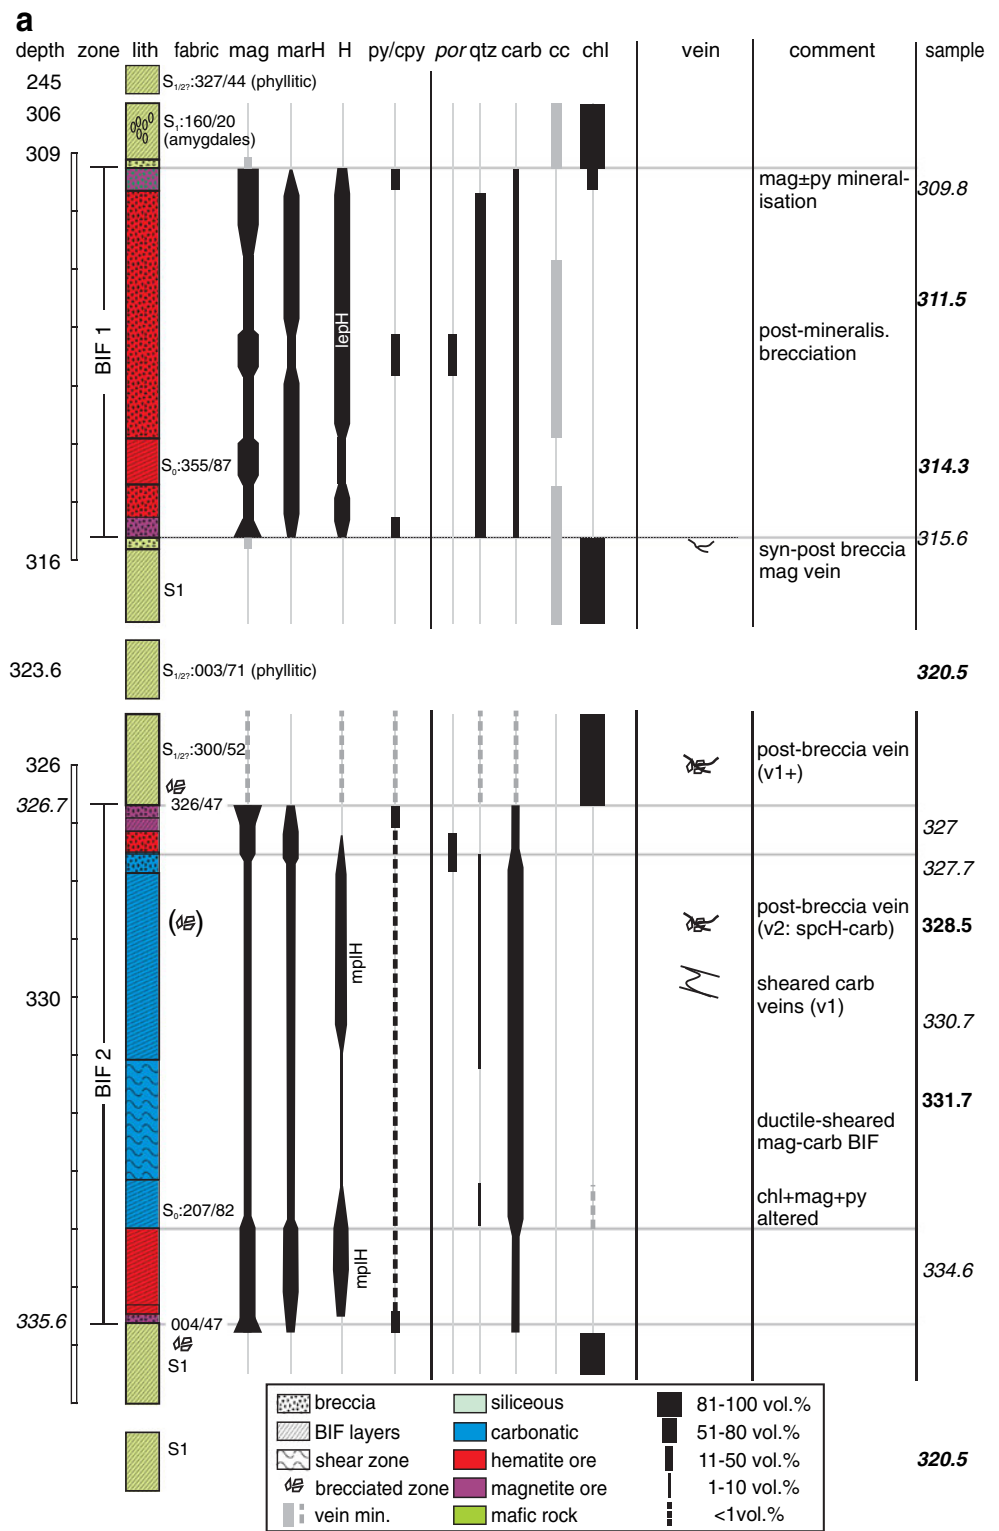 a
depth zone lith fabric mag marH H py/cpy por qtz carb cc chl vein comment sample
245 S1/2?:327/44 (phyllitic)
306 S1:160/20
(amygdales)
309
mag±py mineral-
isation
309.8
311.5
BIF 1
lepH
post-mineralis.
brecciation
S0:355/87
314.3
315.6
316
syn-post breccia
mag vein
S1
323.6 S1/2?:003/71 (phyllitic) 320.5
S1/2?:300/52
post-breccia vein
(v1+)
326
326.7 326/47
327
327.7
post-breccia vein
(v2: spcH-carb)
328.5
( )
mplH
sheared carb
veins (v1)
330
330.7
BIF 2
331.7
ductile-sheared
mag-carb BIF
S0:207/82
chl+mag+py
altered
mplH
334.6
335.6 004/47
S1
S1
320.5
breccia siliceous 81-100 vol.%
BIF layers carbonatic 51-80 vol.%
shear zone hematite ore 11-50 vol.%
brecciated zone magnetite ore 1-10 vol.%
vein min. mafic rock <1vol.%